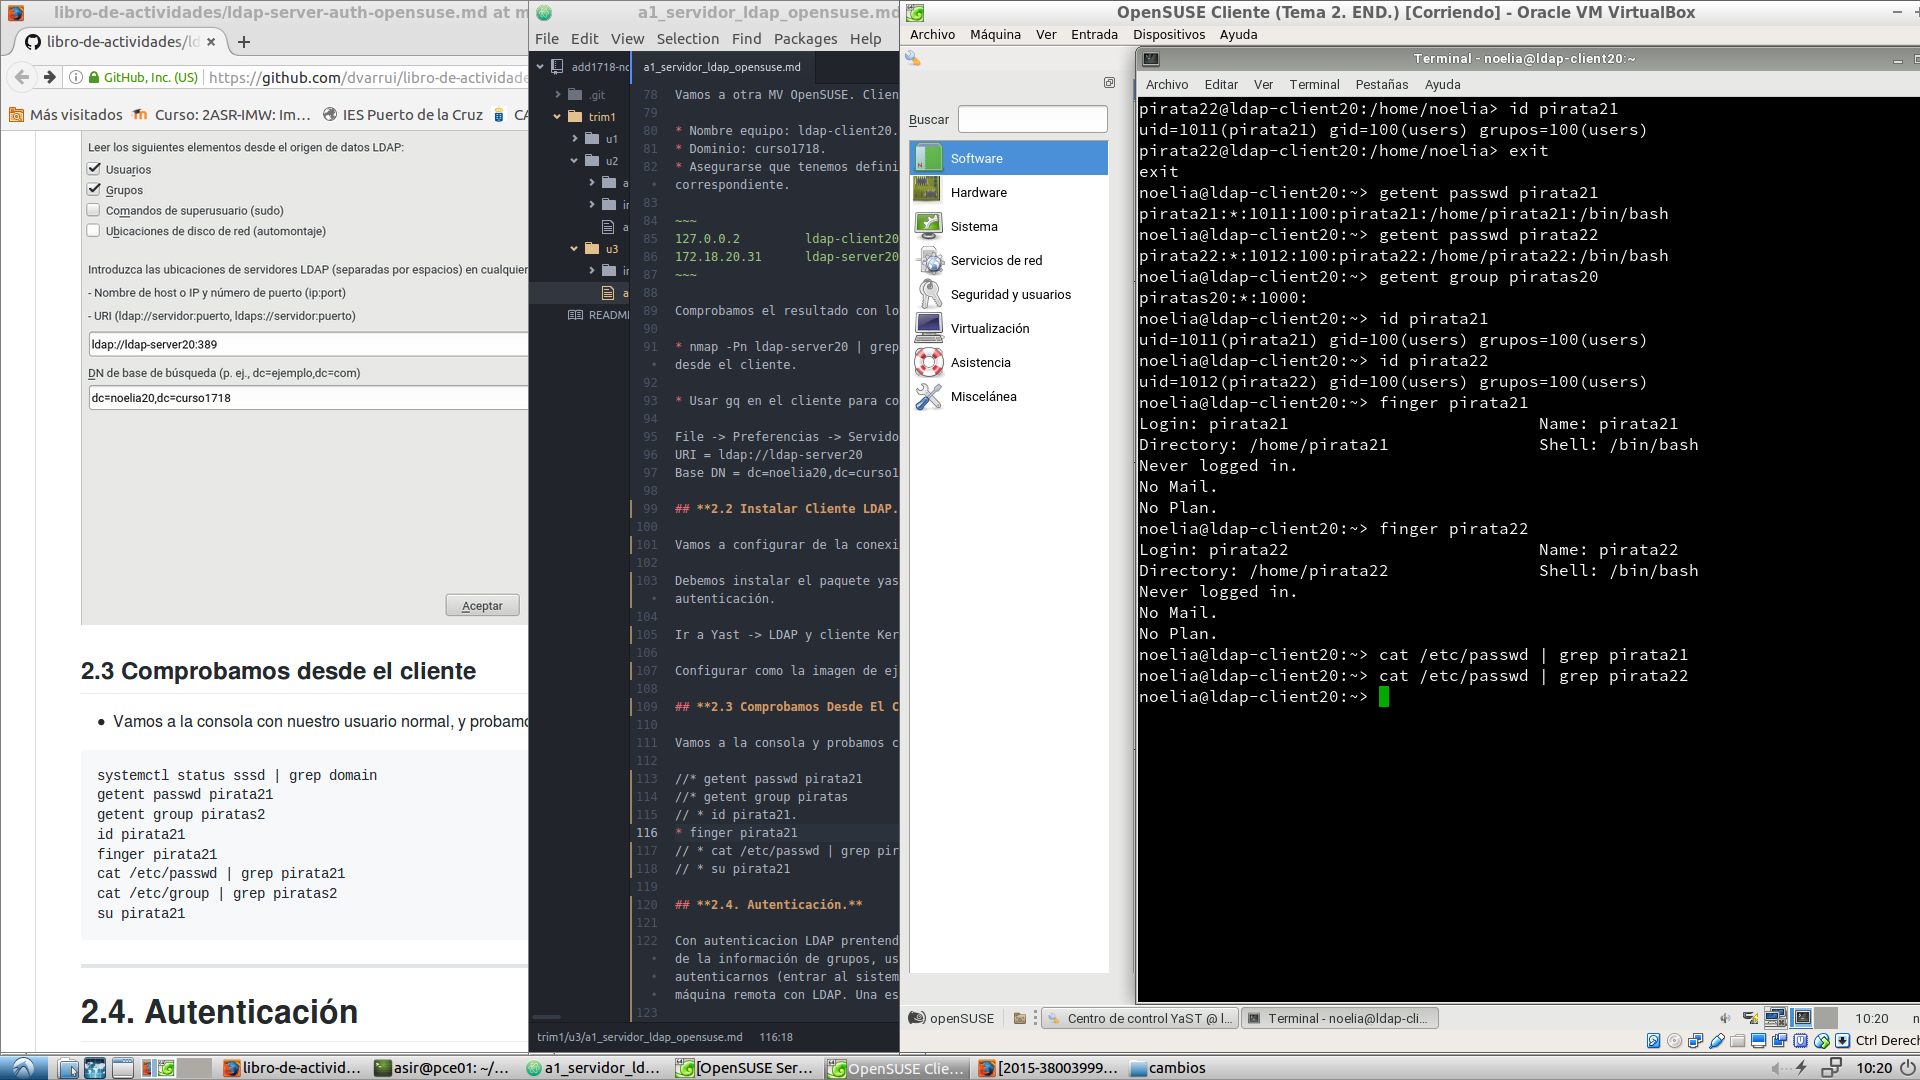 libro-de-actividades/ldap-server-auth-opensuse.md at m
libro-de-actividades/ld
GitHub, Inc. (US)
https://github.com/dvarrui/libro-de-actividade
Más visitados
Curso: 2ASR-IMW: Im...
IES Puerto de la Cruz
CA
Leer los siguientes elementos desde el origen de datos LDAP:
Usuarios
Grupos
Comandos de superusuario (sudo)
Ubicaciones de disco de red (automontaje)
Introduzca las ubicaciones de servidores LDAP (separadas por espacios) en cualquier
- Nombre de host o IP y número de puerto (ip:port)
- URI (ldap://servidor:puerto, ldaps://servidor:puerto)
ldap://ldap-server20:389
DN de base de búsqueda (p. ej., dc=ejemplo,dc=com)
dc=noelia20,dc=curso1718
Aceptar
2.3 Comprobamos desde el cliente
• Vamos a la consola con nuestro usuario normal, y probamo
systemctl status sssd | grep domain
getent passwd pirata21
getent group piratas2
id pirata21
finger pirata21
cat /etc/passwd | grep pirata21
cat /etc/group | grep piratas2
su pirata21
2.4. Autenticación
a1_servidor_ldap_opensuse.md
File Edit View Selection Find Packages Help
add1718-no
.git
trim1
u1
u2
a
in
a
u3
in
a
READM
a1_servidor_ldap_opensuse.md
78 Vamos a otra MV OpenSUSE. Clien
79
80 * Nombre equipo: ldap-client20.
81 * Dominio: curso1718.
82 * Asegurarse que tenemos defini
correspondiente.
83
84 ~~~
85 127.0.0.2 ldap-client20
86 172.18.20.31 ldap-server20
87 ~~~
88
89 Comprobamos el resultado con lo
90
91 * nmap -Pn ldap-server20 | grep
desde el cliente.
92
93 * Usar gq en el cliente para co
94
95 File -> Preferencias -> Servido
96 URI = ldap://ldap-server20
97 Base DN = dc=noelia20,dc=curso1
98
99 ## **2.2 Instalar Cliente LDAP.
100
101 Vamos a configurar de la conexi
102
103 Debemos instalar el paquete yas
autenticación.
104
105 Ir a Yast -> LDAP y cliente Ker
106
107 Configurar como la imagen de ej
108
109 ## **2.3 Comprobamos Desde El C
110
111 Vamos a la consola y probamos c
112
113 //* getent passwd pirata21
114 //* getent group piratas
115 // * id pirata21.
116 * finger pirata21
117 // * cat /etc/passwd | grep pir
118 // * su pirata21
119
120 ## **2.4. Autenticación.**
121
122 Con autenticacion LDAP prentend
de la información de grupos, us
autenticarnos (entrar al sistem
máquina remota con LDAP. Una es
123
trim1/u3/a1_servidor_ldap_opensuse.md 116:18
OpenSUSE Cliente (Tema 2. END.) [Corriendo] - Oracle VM VirtualBox
Archivo Máquina Ver Entrada Dispositivos Ayuda
Buscar
Software
Hardware
Sistema
Servicios de red
Seguridad y usuarios
Virtualización
Asistencia
Miscelánea
Terminal - noelia@ldap-client20:~
Archivo Editar Ver Terminal Pestañas Ayuda
pirata22@ldap-client20:/home/noelia> id pirata21
uid=1011(pirata21) gid=100(users) grupos=100(users)
pirata22@ldap-client20:/home/noelia> exit
exit
noelia@ldap-client20:~> getent passwd pirata21
pirata21:*:1011:100:pirata21:/home/pirata21:/bin/bash
noelia@ldap-client20:~> getent passwd pirata22
pirata22:*:1012:100:pirata22:/home/pirata22:/bin/bash
noelia@ldap-client20:~> getent group piratas20
piratas20:*:1000:
noelia@ldap-client20:~> id pirata21
uid=1011(pirata21) gid=100(users) grupos=100(users)
noelia@ldap-client20:~> id pirata22
uid=1012(pirata22) gid=100(users) grupos=100(users)
noelia@ldap-client20:~> finger pirata21
Login: pirata21 Name: pirata21
Directory: /home/pirata21 Shell: /bin/bash
Never logged in.
No Mail.
No Plan.
noelia@ldap-client20:~> finger pirata22
Login: pirata22 Name: pirata22
Directory: /home/pirata22 Shell: /bin/bash
Never logged in.
No Mail.
No Plan.
noelia@ldap-client20:~> cat /etc/passwd | grep pirata21
noelia@ldap-client20:~> cat /etc/passwd | grep pirata22
noelia@ldap-client20:~>
openSUSE
Centro de control YaST @ l...
Terminal - noelia@ldap-cli...
10:20
n
Ctrl Derech
libro-de-activid...
asir@pce01: ~/...
a1_servidor_ld...
[OpenSUSE Ser...
OpenSUSE Clie...
[2015-38003999...
cambios
10:20